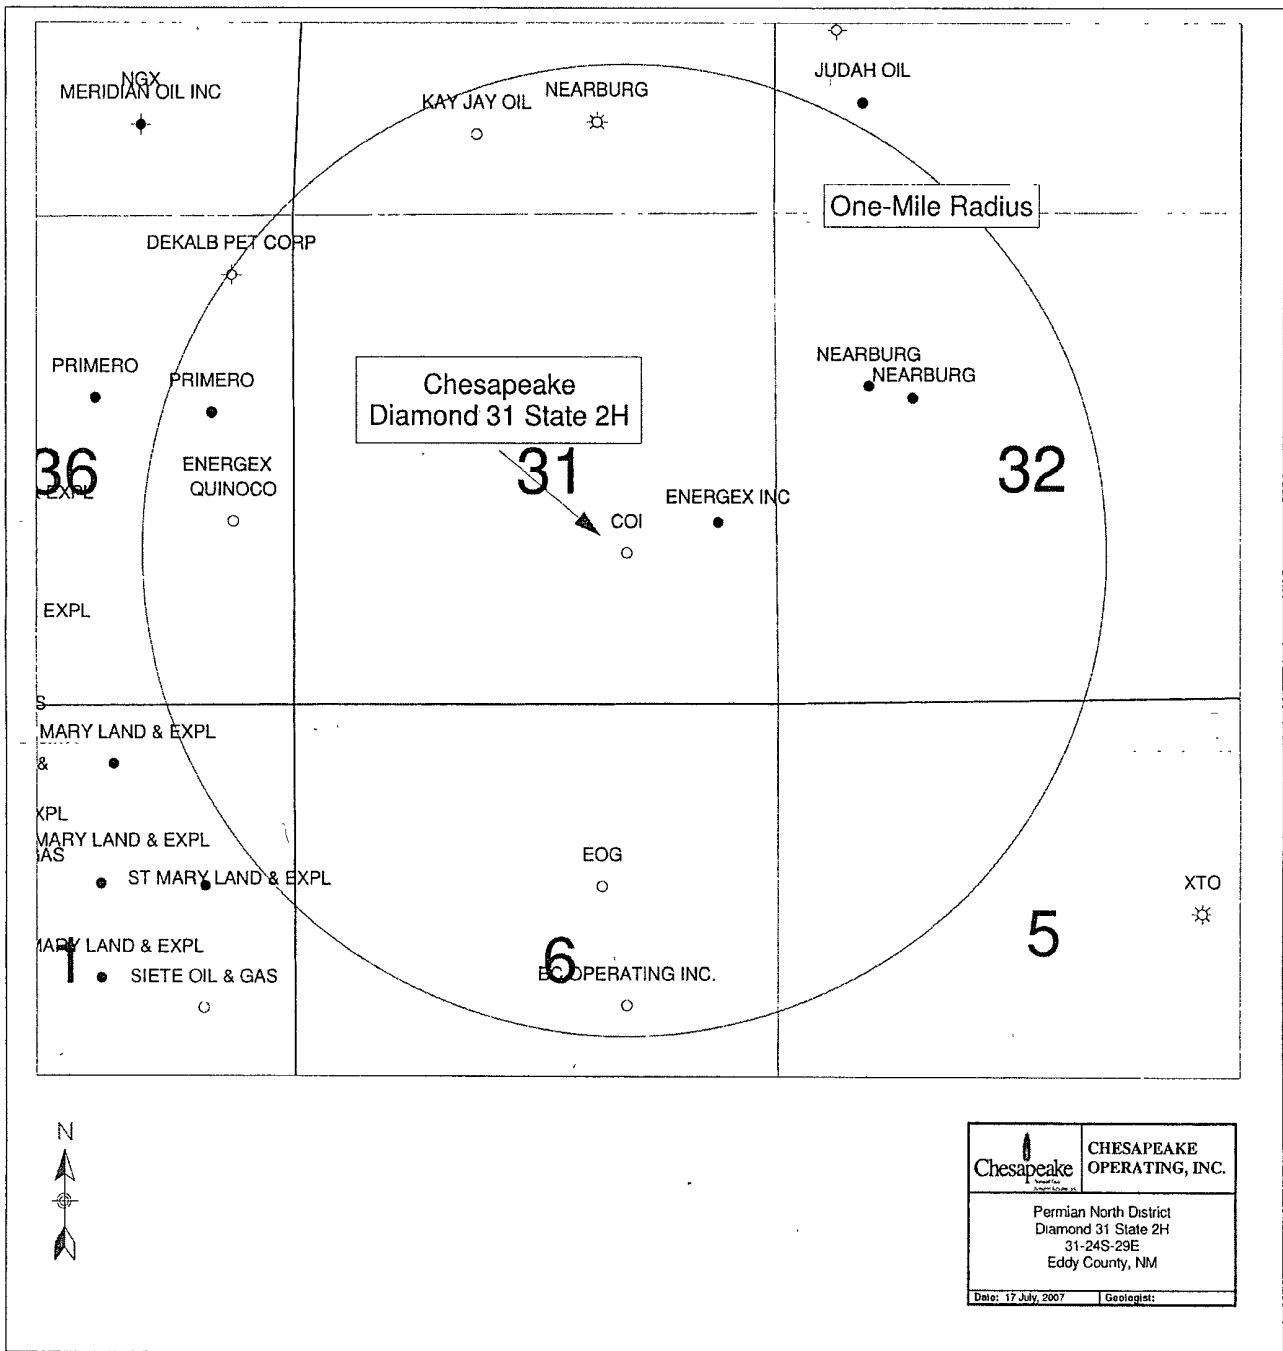 JUDAH OIL
NGX
MERIDIAN OIL INC
KAY JAY OIL
NEARBURG
One-Mile Radius
DEKALB PET CORP
PRIMERO
PRIMERO
Chesapeake
Diamond 31 State 2H
NEARBURG
NEARBURG
36
31
32
EXPL
ENERGEX
QUINOCO
ENERGEX INC
COI
EXPL
S
MARY LAND & EXPL
&
XPL
MARY LAND & EXPL
AS
ST MARY LAND & EXPL
EOG
XTO
MARY LAND & EXPL
1
6
5
SIETE OIL & GAS
BC OPERATING INC.
N
Chesapeake
CHESAPEAKE
OPERATING, INC.
Permian North District
Diamond 31 State 2H
31-24S-29E
Eddy County, NM
Date: 17 July, 2007
Geologist: